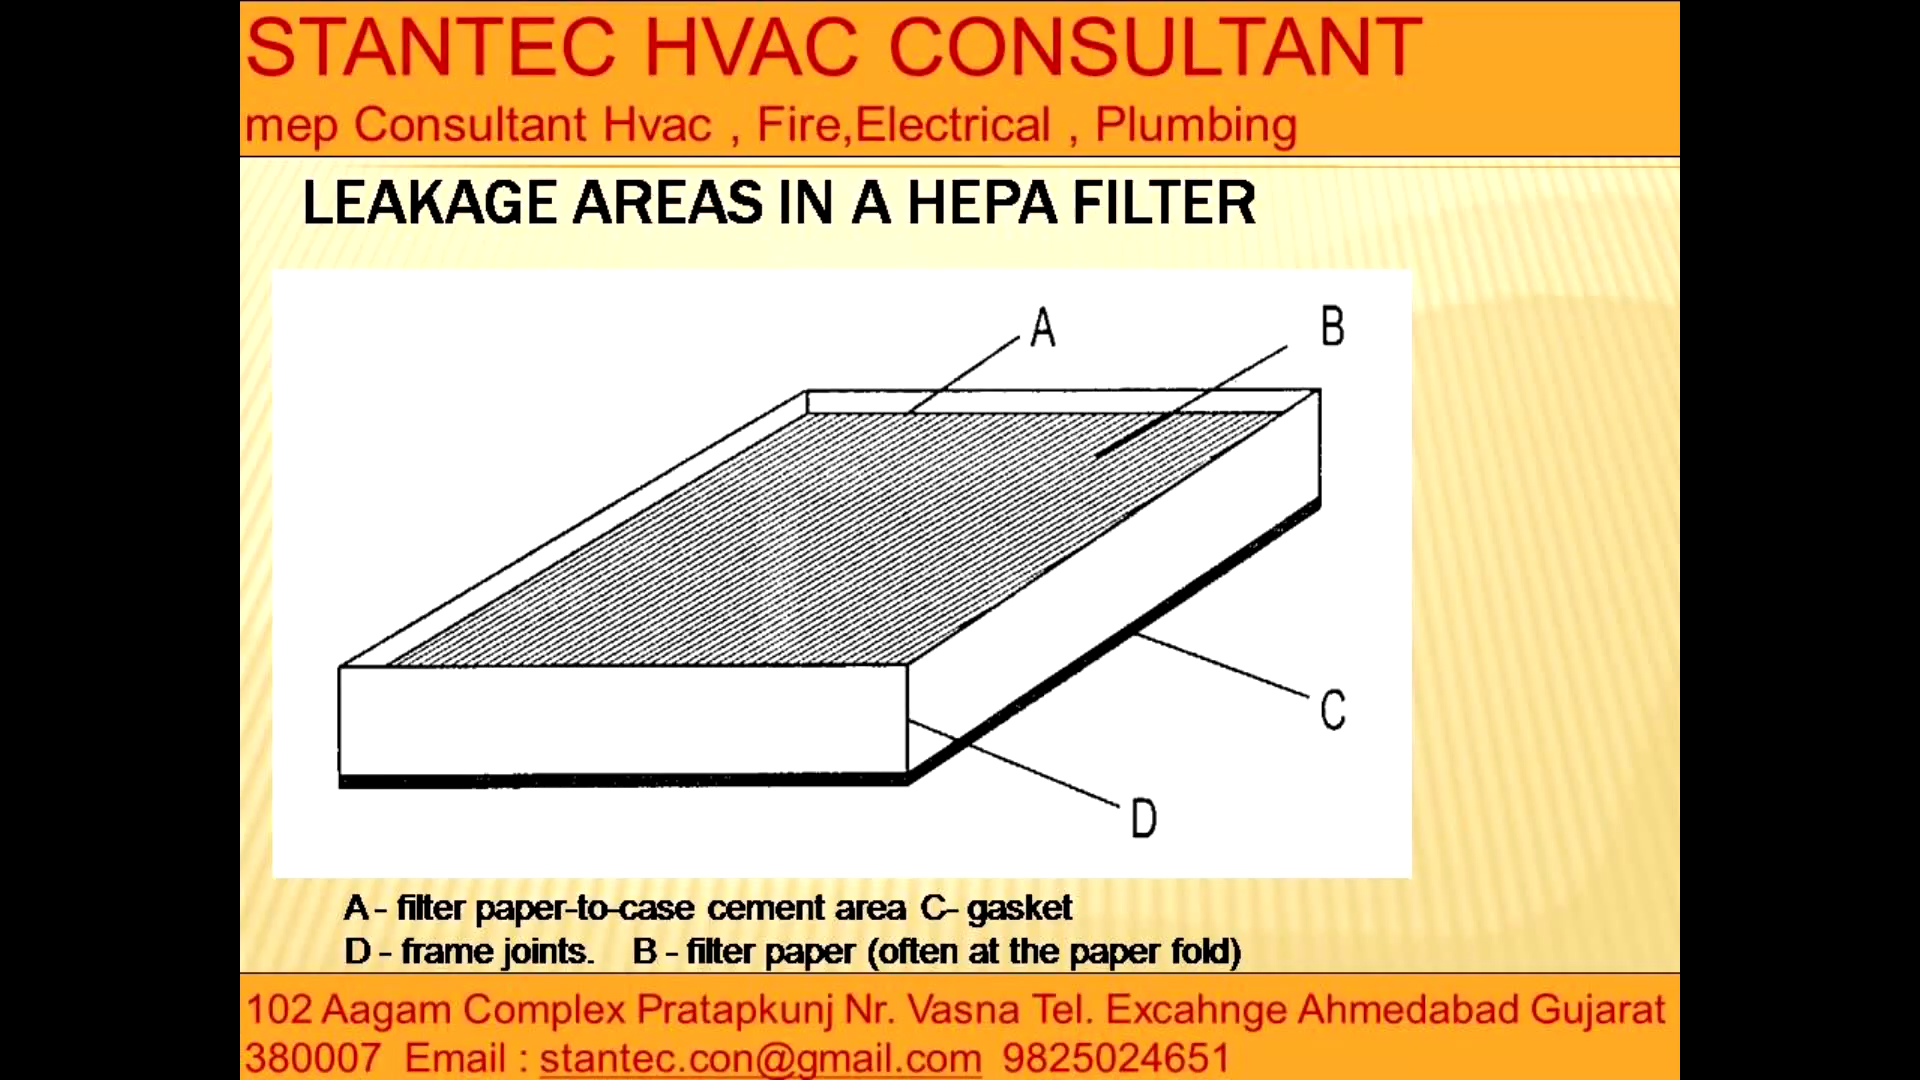 STANTEC HVAC CONSULTANT
mep Consultant Hvac , Fire,Electrical , Plumbing
LEAKAGE AREAS IN A HEPA FILTER
A
B
C
D
A - filter paper-to-case cement area C- gasket
D - frame joints. B - filter paper (often at the paper fold)
102 Aagam Complex Pratapkunj Nr. Vasna Tel. Excahnge Ahmedabad Gujarat
380007 Email : stantec.con@gmail.com 9825024651